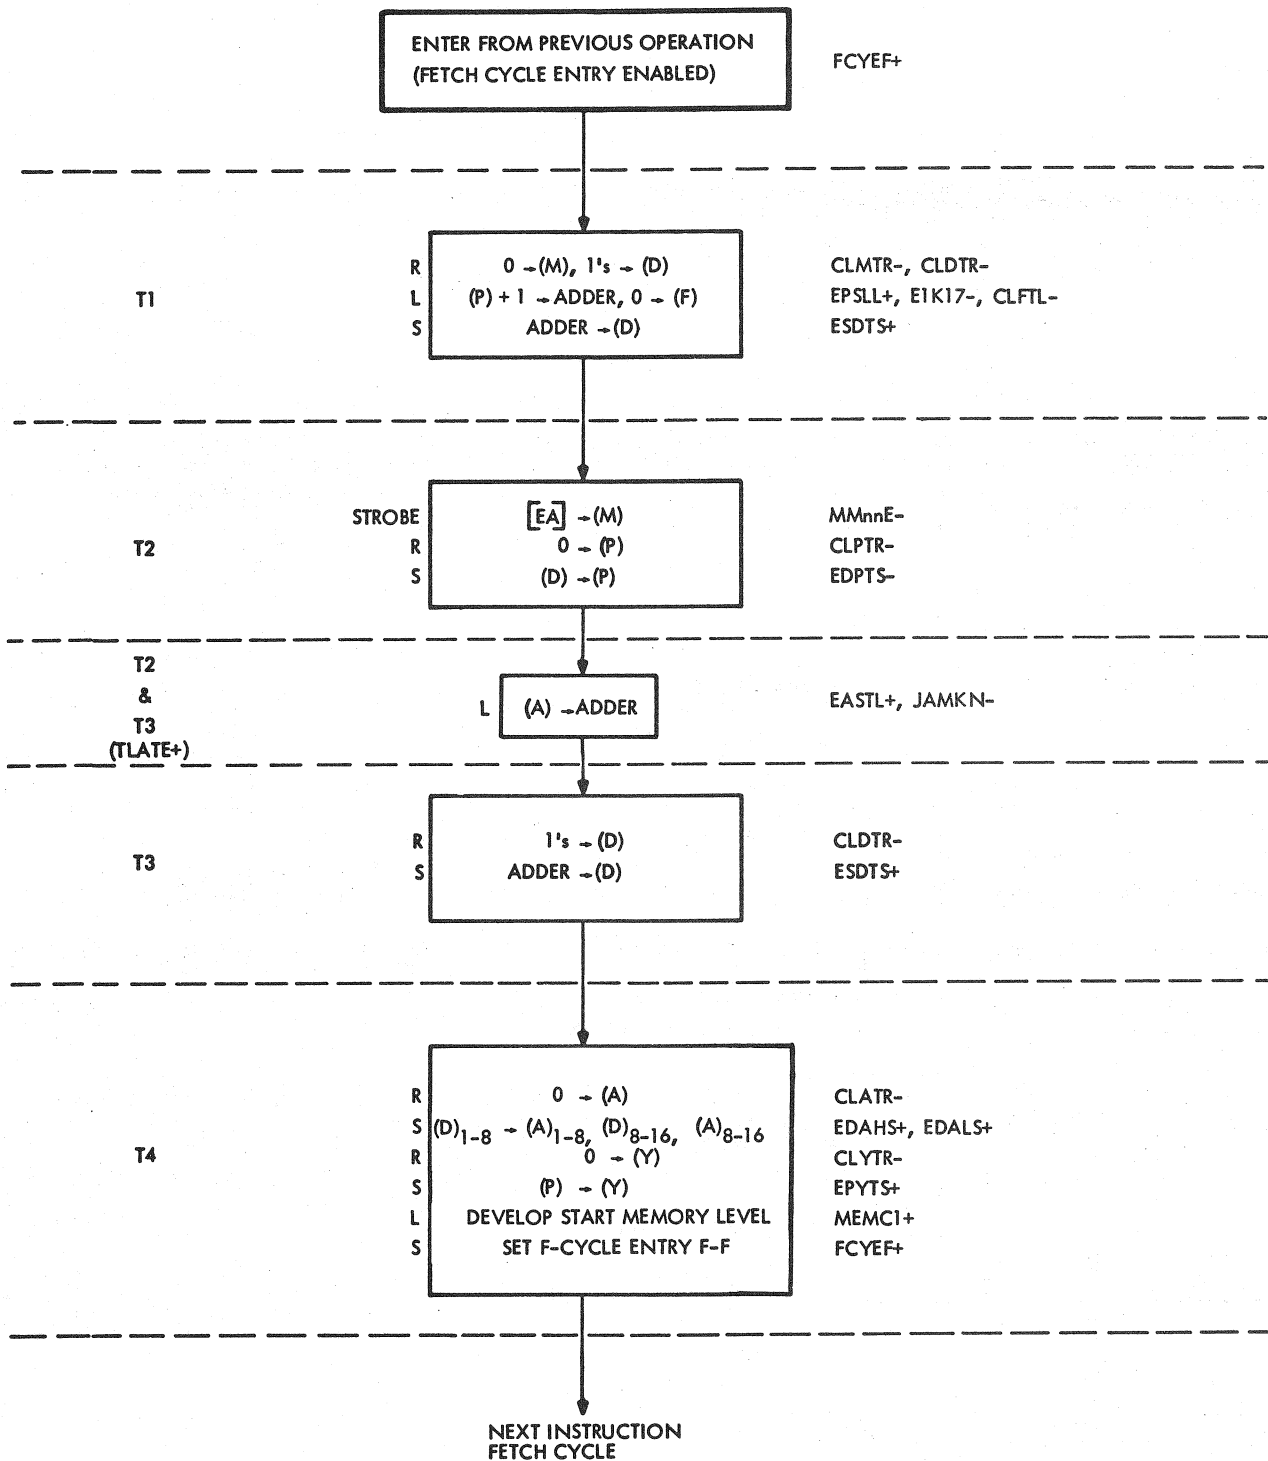 ENTER FROM PREVIOUS OPERATION
(FETCH CYCLE ENTRY ENABLED)
FCYEF+
T1
R 0 → (M), 1's → (D) CLMTR-, CLDTR-
L (P) + 1 → ADDER, 0 → (F) EPSLL+, E1K17-, CLFTL-
S ADDER → (D) ESDTS+
T2
STROBE [EA] → (M) MMnnE-
R 0 → (P) CLPTR-
S (D) → (P) EDPTS-
T2
&
T3
(TLATE+)
L (A) → ADDER EASTL+, JAMKN-
T3
R 1's → (D) CLDTR-
S ADDER → (D) ESDTS+
T4
R 0 → (A) CLATR-
S (D)1-8 → (A)1-8, (D)8-16, (A)8-16 EDAHS+, EDALS+
R 0 → (Y) CLYTR-
S (P) → (Y) EPYTS+
L DEVELOP START MEMORY LEVEL MEMC1+
S SET F-CYCLE ENTRY F-F FCYEF+
NEXT INSTRUCTION
FETCH CYCLE